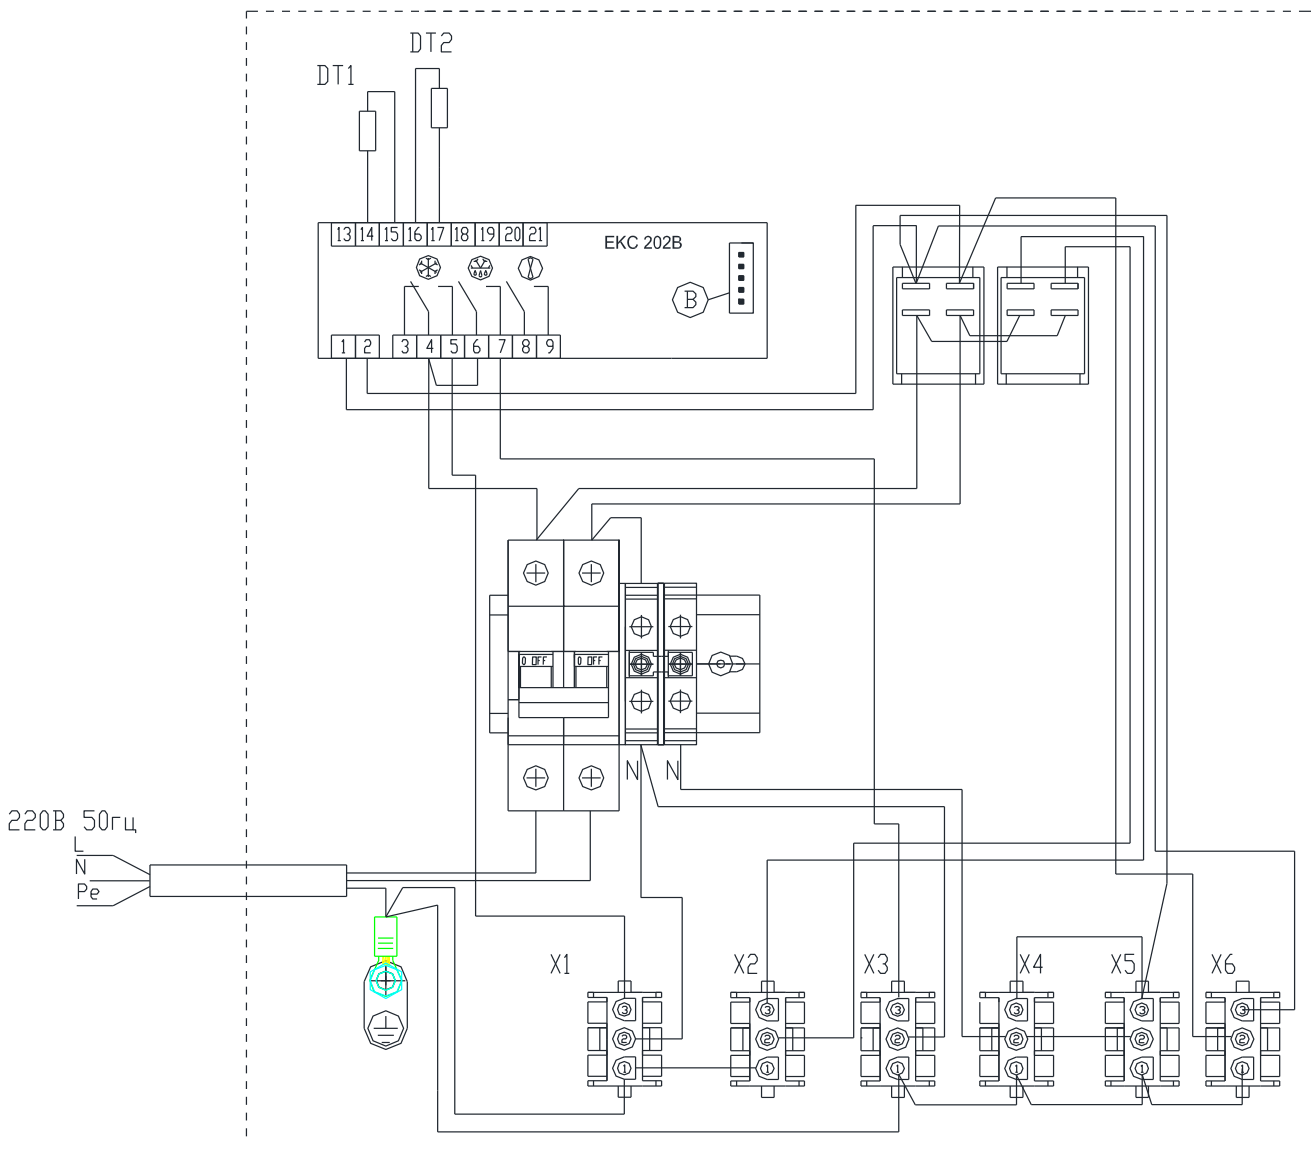 DT2
DT1
13 14 15 16 17 18 19 20 21
EKC 202B
B
1 2 3 4 5 6 7 8 9
0 OFF 0 OFF
N N
220В 50гц
L
N
Pe
X1 X2 X3 X4 X5 X6
3 3 3 3 3 3
2 2 2 2 2 2
1 1 1 1 1 1